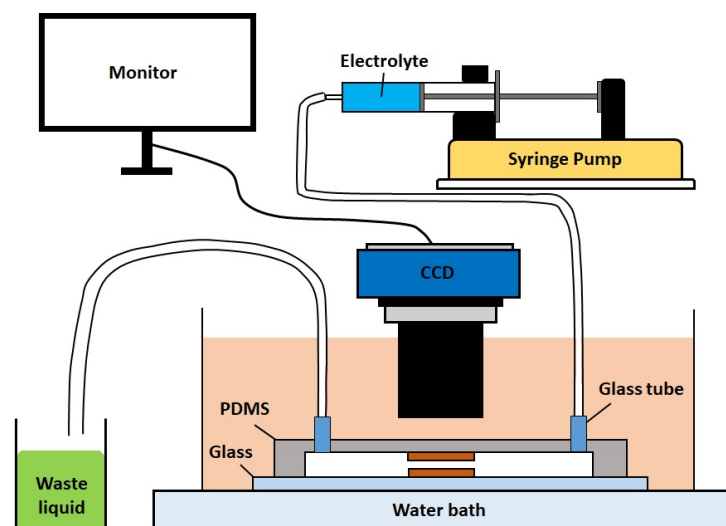 Monitor
Electrolyte
Syringe Pump
CCD
Glass tube
PDMS
Glass
Waste
liquid
Water bath